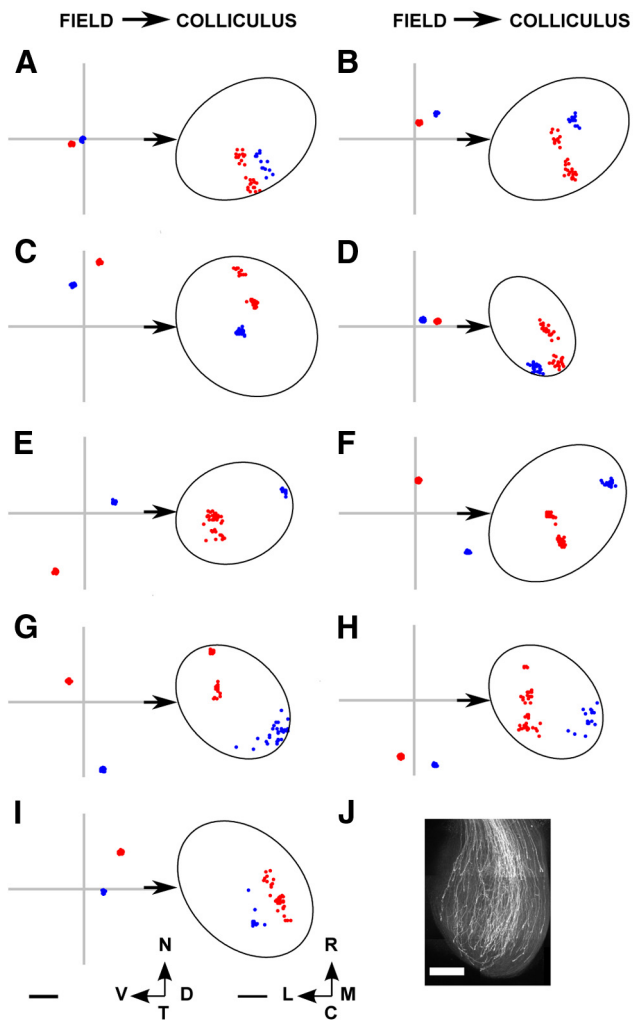 FIELD → COLLICULUS FIELD → COLLICULUS
A B
C D
E F
G H
I J
N R
V D L M
T C